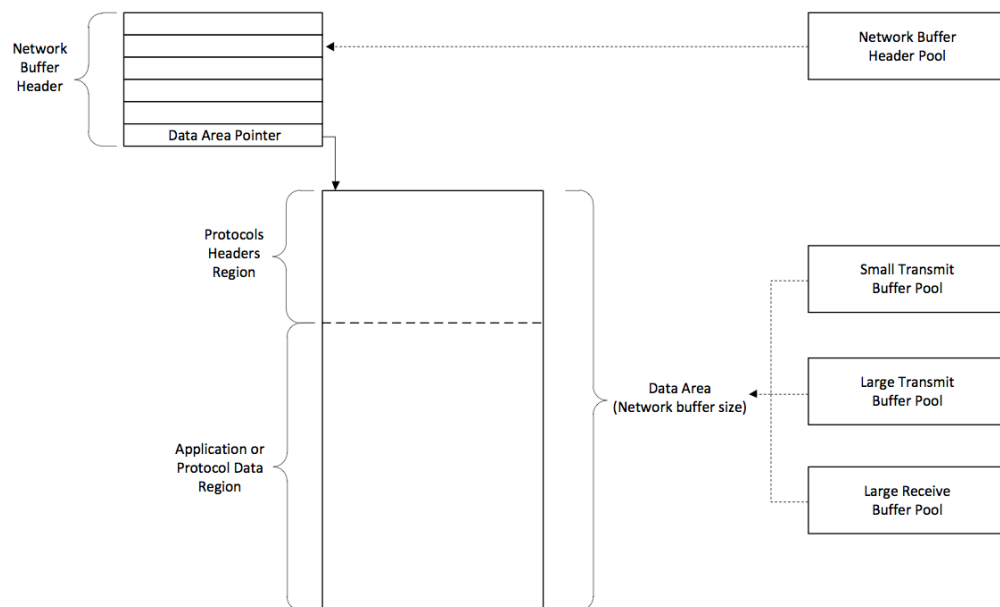 Network
Buffer
Header
Data Area Pointer
Network Buffer
Header Pool
Protocols
Headers
Region
Small Transmit
Buffer Pool
Data Area
(Network buffer size)
Large Transmit
Buffer Pool
Application or
Protocol Data
Region
Large Receive
Buffer Pool